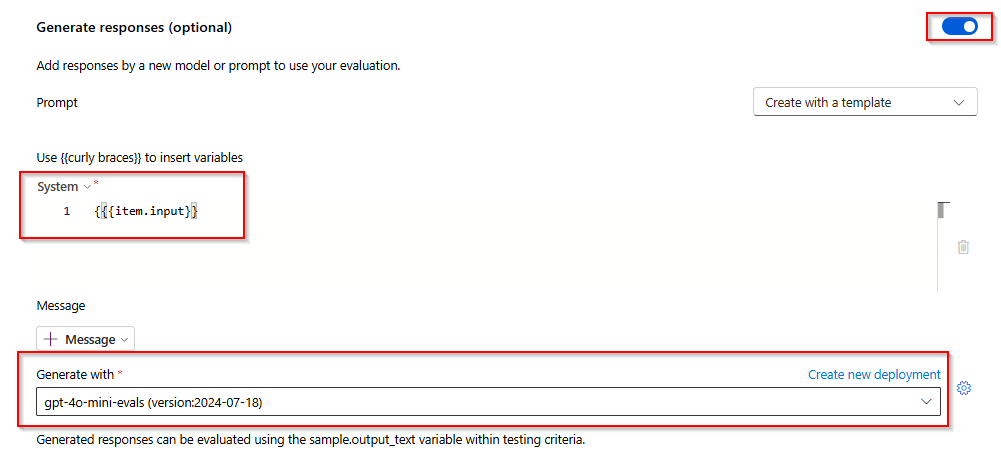 Generate responses (optional)
Add responses by a new model or prompt to use your evaluation.
Prompt
Create with a template
Use {{curly braces}} to insert variables
System *
1 {{{item.input}}
Message
+ Message
Generate with *
Create new deployment
gpt-4o-mini-evals (version:2024-07-18)
Generated responses can be evaluated using the sample.output_text variable within testing criteria.